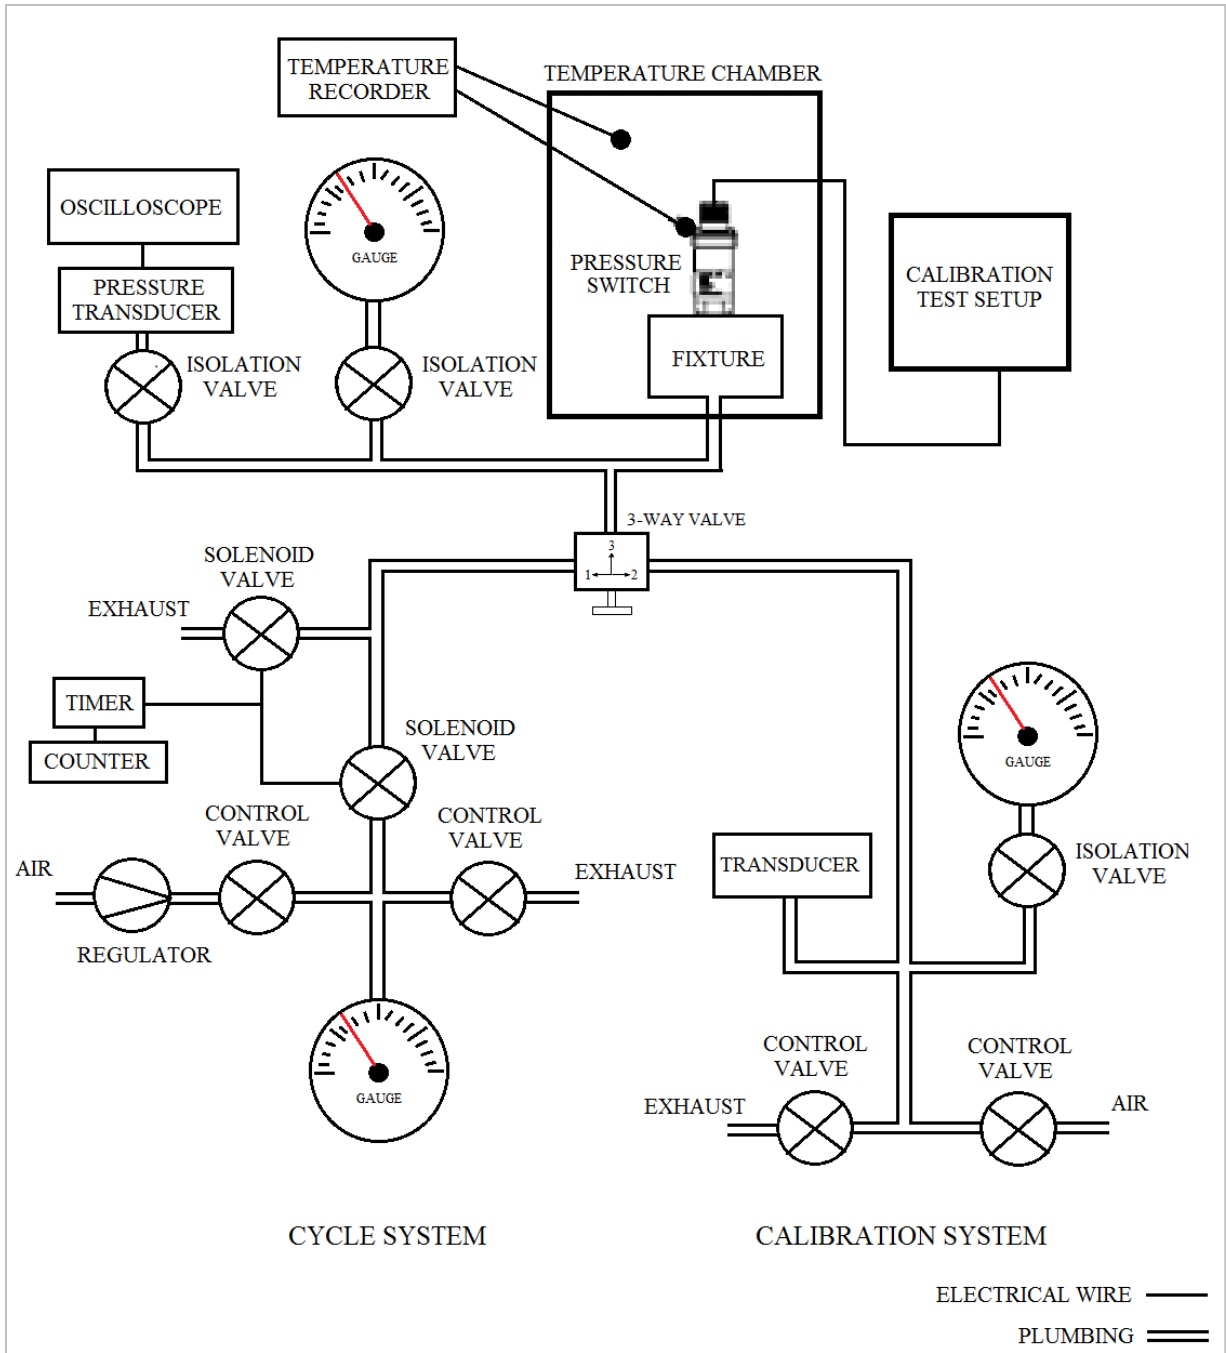 TEMPERATURE
RECORDER
TEMPERATURE CHAMBER
OSCILLOSCOPE
PRESSURE
TRANSDUCER
GAUGE
PRESSURE
SWITCH
CALIBRATION
TEST SETUP
ISOLATION
VALVE
ISOLATION
VALVE
FIXTURE
3-WAY VALVE
3
1
2
SOLENOID
VALVE
EXHAUST
TIMER
COUNTER
SOLENOID
VALVE
GAUGE
CONTROL
VALVE
CONTROL
VALVE
AIR
EXHAUST
REGULATOR
TRANSDUCER
ISOLATION
VALVE
GAUGE
CONTROL
VALVE
CONTROL
VALVE
EXHAUST
AIR
CYCLE SYSTEM
CALIBRATION SYSTEM
ELECTRICAL WIRE
PLUMBING